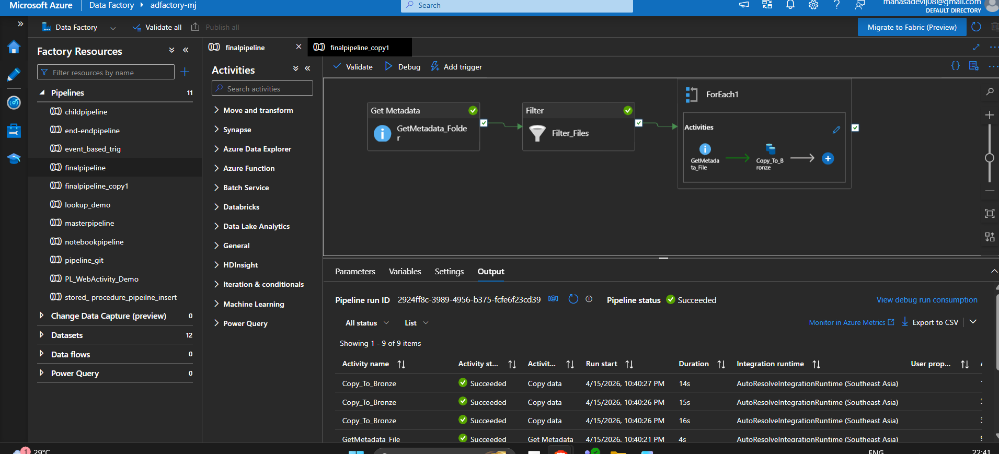 Microsoft Azure
Data Factory
adfactory-mj
Search
manasadevij08@gmail.com
DEFAULT DIRECTORY
Data Factory
Validate all
Publish all
Migrate to Fabric (Preview)
Factory Resources
Filter resources by name
Pipelines 11
childpipeline
end-endpipeline
event_based_trig
finalpipeline
finalpipeline_copy1
lookup_demo
masterpipeline
notebookpipeline
pipeline_git
PL_WebActivity_Demo
stored_ procedure_pipeilne_insert
Change Data Capture (preview) 0
Datasets 12
Data flows 0
Power Query 0
finalpipeline
finalpipeline_copy1
Activities
Search activities
Move and transform
Synapse
Azure Data Explorer
Azure Function
Batch Service
Databricks
Data Lake Analytics
General
HDInsight
Iteration & conditionals
Machine Learning
Power Query
Validate
Debug
Add trigger
Get Metadata
GetMetadata_Folde
r
Filter
Filter_Files
ForEach1
Activities
GetMetada
ta_File
Copy_To_B
ronze
Parameters Variables Settings Output
Pipeline run ID 2924ff8c-3989-4956-b375-fcfe6f23cd39 Pipeline status Succeeded View debug run consumption
All status List Monitor in Azure Metrics Export to CSV
Showing 1 - 9 of 9 items
Activity name Activity st... Activit... Run start Duration Integration runtime User prop...
Copy_To_Bronze Succeeded Copy data 4/15/2026, 10:40:27 PM 14s AutoResolveIntegrationRuntime (Southeast Asia)
Copy_To_Bronze Succeeded Copy data 4/15/2026, 10:40:26 PM 15s AutoResolveIntegrationRuntime (Southeast Asia)
Copy_To_Bronze Succeeded Copy data 4/15/2026, 10:40:26 PM 16s AutoResolveIntegrationRuntime (Southeast Asia)
GetMetadata_File Succeeded Get Metadata 4/15/2026, 10:40:21 PM 4s AutoResolveIntegrationRuntime (Southeast Asia)
1
29°C
ENG
22:41